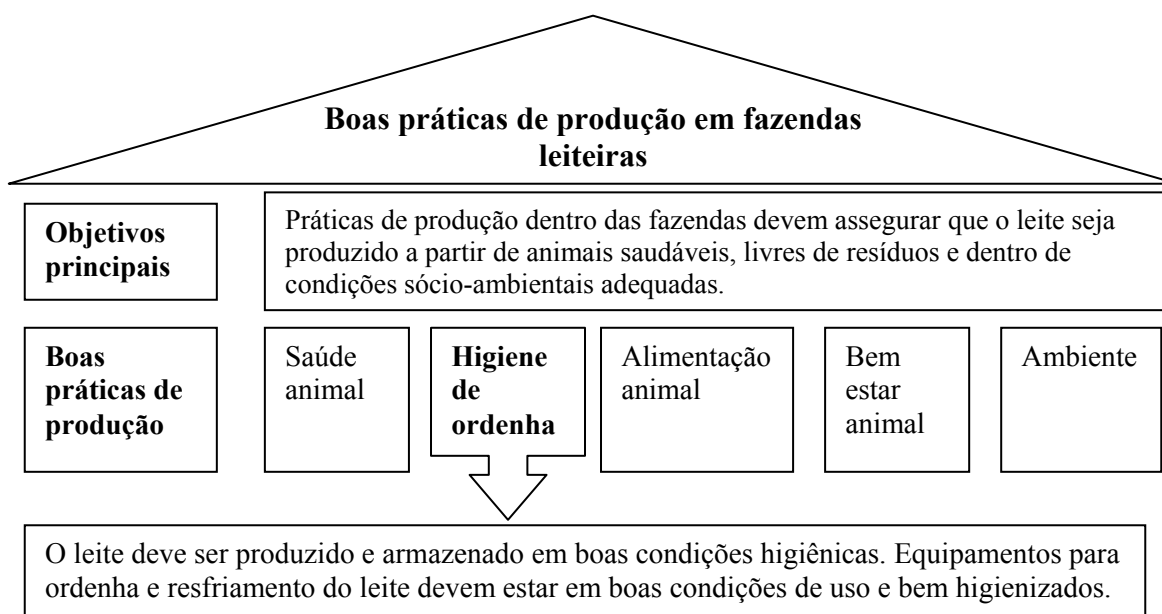 Boas práticas de produção em fazendas
leiteiras
Objetivos
principais
Práticas de produção dentro das fazendas devem assegurar que o leite seja
produzido a partir de animais saudáveis, livres de resíduos e dentro de
condições sócio-ambientais adequadas.
Boas
práticas de
produção
Saúde
animal
Higiene
de
ordenha
Alimentação
animal
Bem
estar
animal
Ambiente
O leite deve ser produzido e armazenado em boas condições higiênicas. Equipamentos para
ordenha e resfriamento do leite devem estar em boas condições de uso e bem higienizados.